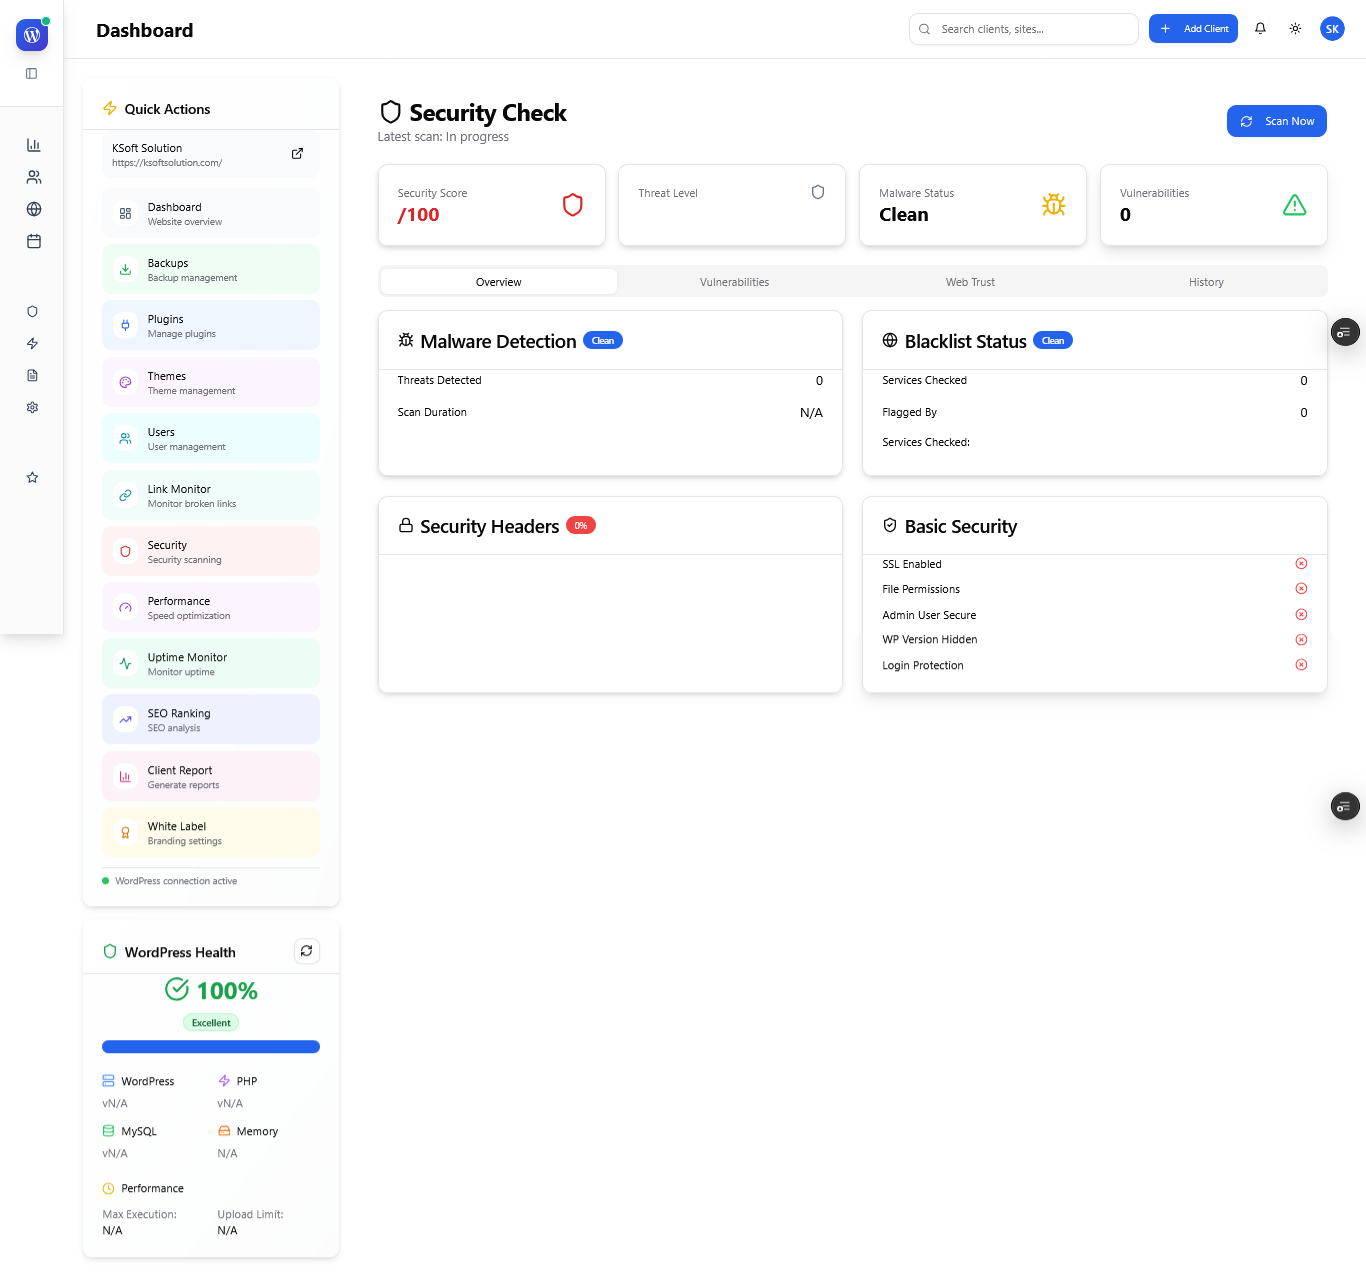 Dashboard
Search clients, sites...
Add Client
SK
Quick Actions
KSoft Solution
https://ksoftsolution.com/
Dashboard
Website overview
Backups
Backup management
Plugins
Manage plugins
Themes
Theme management
Users
User management
Link Monitor
Monitor broken links
Security
Security scanning
Performance
Speed optimization
Uptime Monitor
Monitor uptime
SEO Ranking
SEO analysis
Client Report
Generate reports
White Label
Branding settings
WordPress connection active
WordPress Health
100%
Excellent
WordPress
vN/A
PHP
vN/A
MySQL
vN/A
Memory
N/A
Performance
Max Execution:
N/A
Upload Limit:
N/A
Security Check
Latest scan: In progress
Scan Now
Security Score
/100
Threat Level
Malware Status
Clean
Vulnerabilities
0
Overview
Vulnerabilities
Web Trust
History
Malware Detection Clean
Threats Detected 0
Scan Duration N/A
Blacklist Status Clean
Services Checked 0
Flagged By 0
Services Checked:
Security Headers 0%
Basic Security
SSL Enabled
File Permissions
Admin User Secure
WP Version Hidden
Login Protection